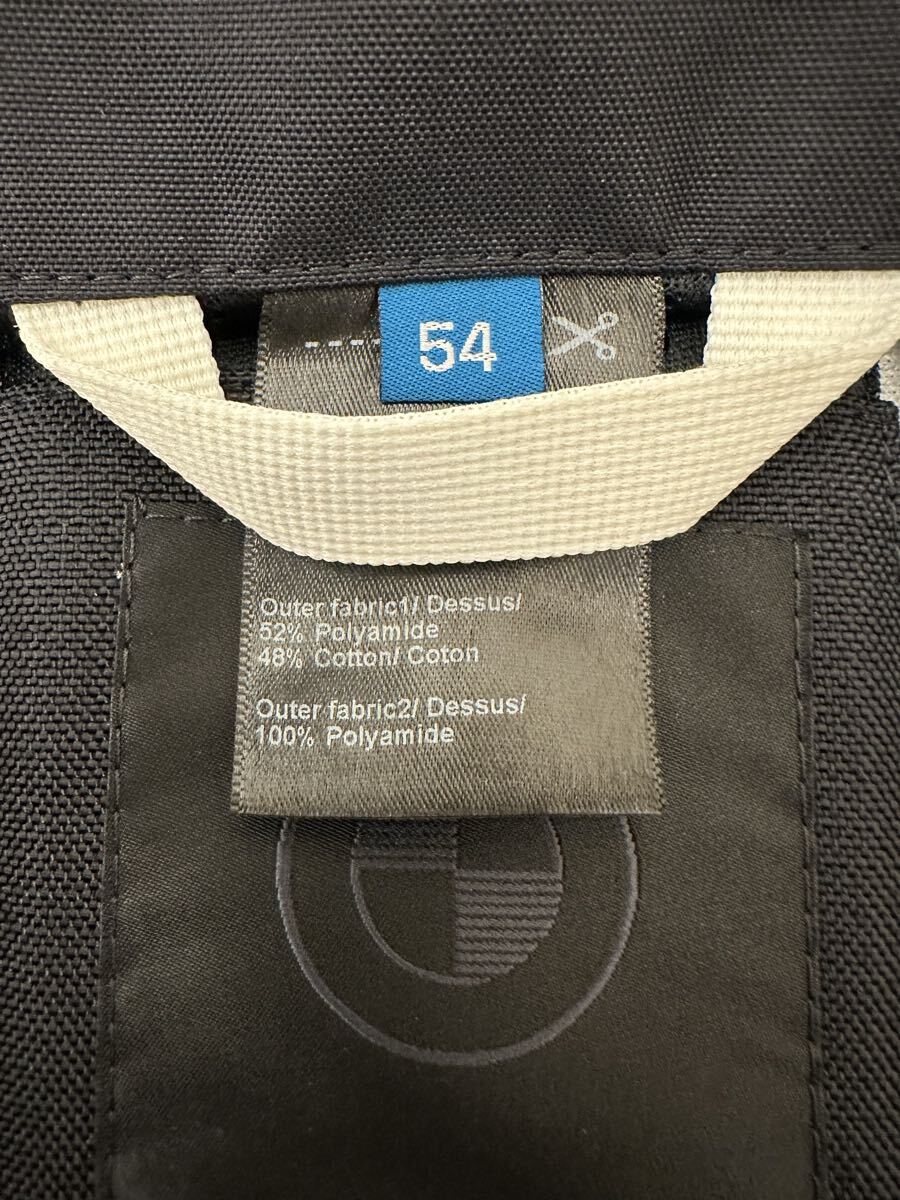 54
Outer fabric1/ Dessus/
52% Polyamide
48% Cotton/ Coton
Outer fabric2/ Dessus/
100% Polyamide